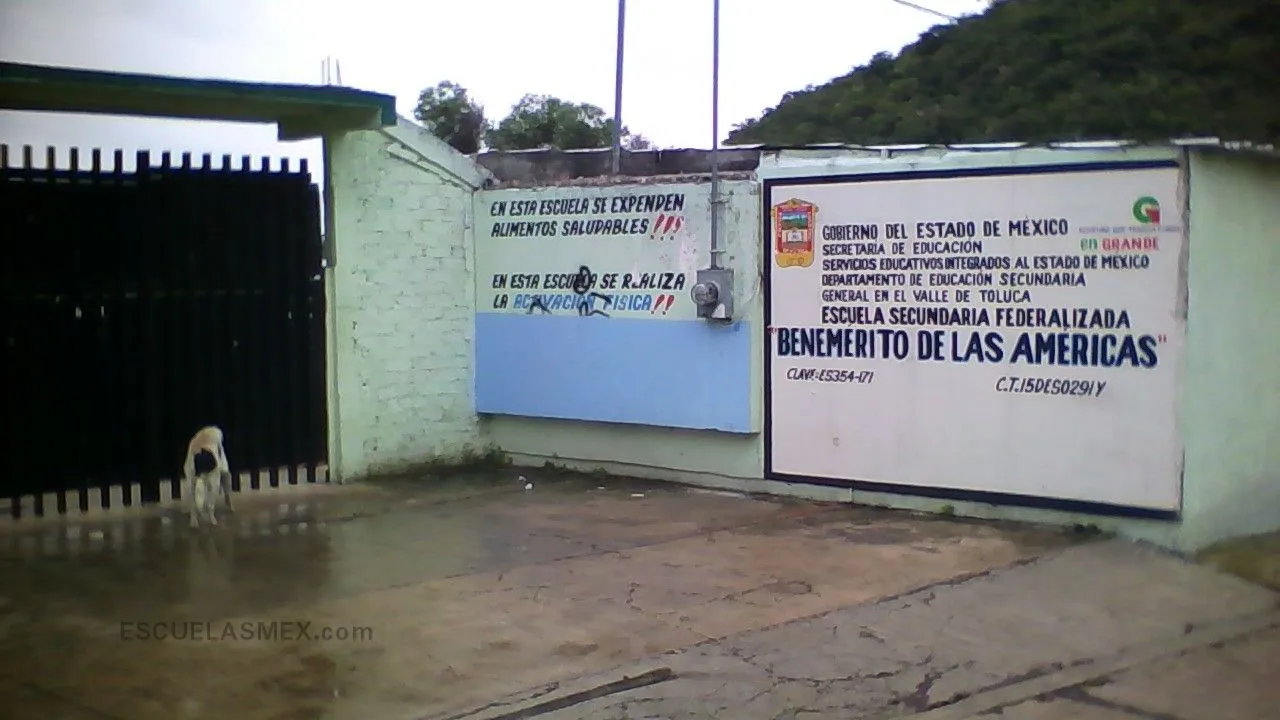 EN ESTA ESCUELA SE EXPENDEN
ALIMENTOS SALUDABLES !!!
EN ESTA ESCUELA SE REALIZA
LA ACTIVACIÓN FISICA!!
GOBIERNO DEL ESTADO DE MÉXICO
SECRETARÍA DE EDUCACIÓN
SERVICIOS EDUCATIVOS INTEGRADOS AL ESTADO DE MÉXICO
DEPARTAMENTO DE EDUCACIÓN SECUNDARIA
GENERAL EN EL VALLE DE TOLUCA
ESCUELA SECUNDARIA FEDERALIZADA
"BENEMÉRITO DE LAS AMÉRICAS"
CLAVE:ES354-171
C.T.15DES0291Y
G
en GRANDE
ESCUELASMEX.com